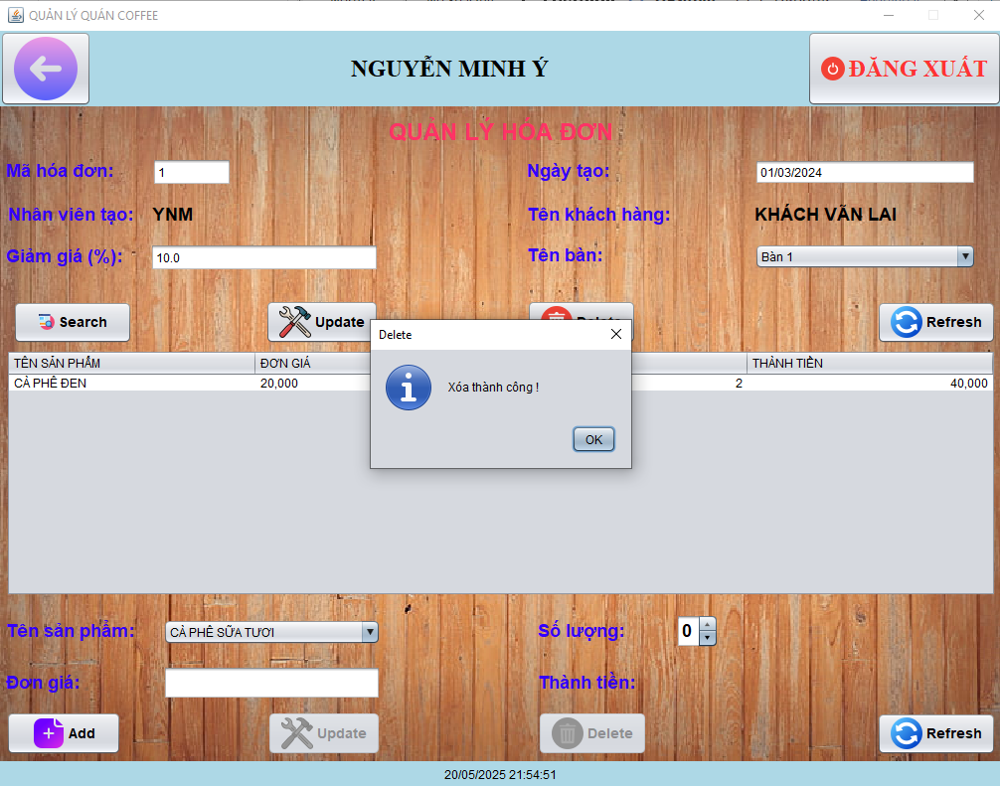 QUẢN LÝ QUÁN COFFEE
NGUYỄN MINH Ý
ĐĂNG XUẤT
QUẢN LÝ HÓA ĐƠN
Mã hóa đơn: 1
Ngày tạo: 01/03/2024
Nhân viên tạo: YNM
Tên khách hàng: KHÁCH VÃN LAI
Giảm giá (%): 10.0
Tên bàn: Bàn 1
Search
Update
Delete
Refresh
TÊN SẢN PHẨM
ĐƠN GIÁ
THÀNH TIỀN
CÀ PHÊ ĐEN
20,000
2
40,000
Delete
Xóa thành công !
OK
Tên sản phẩm: CÀ PHÊ SỮA TƯƠI
Số lượng: 0
Đơn giá:
Thành tiền:
Add
Update
Delete
Refresh
20/05/2025 21:54:51